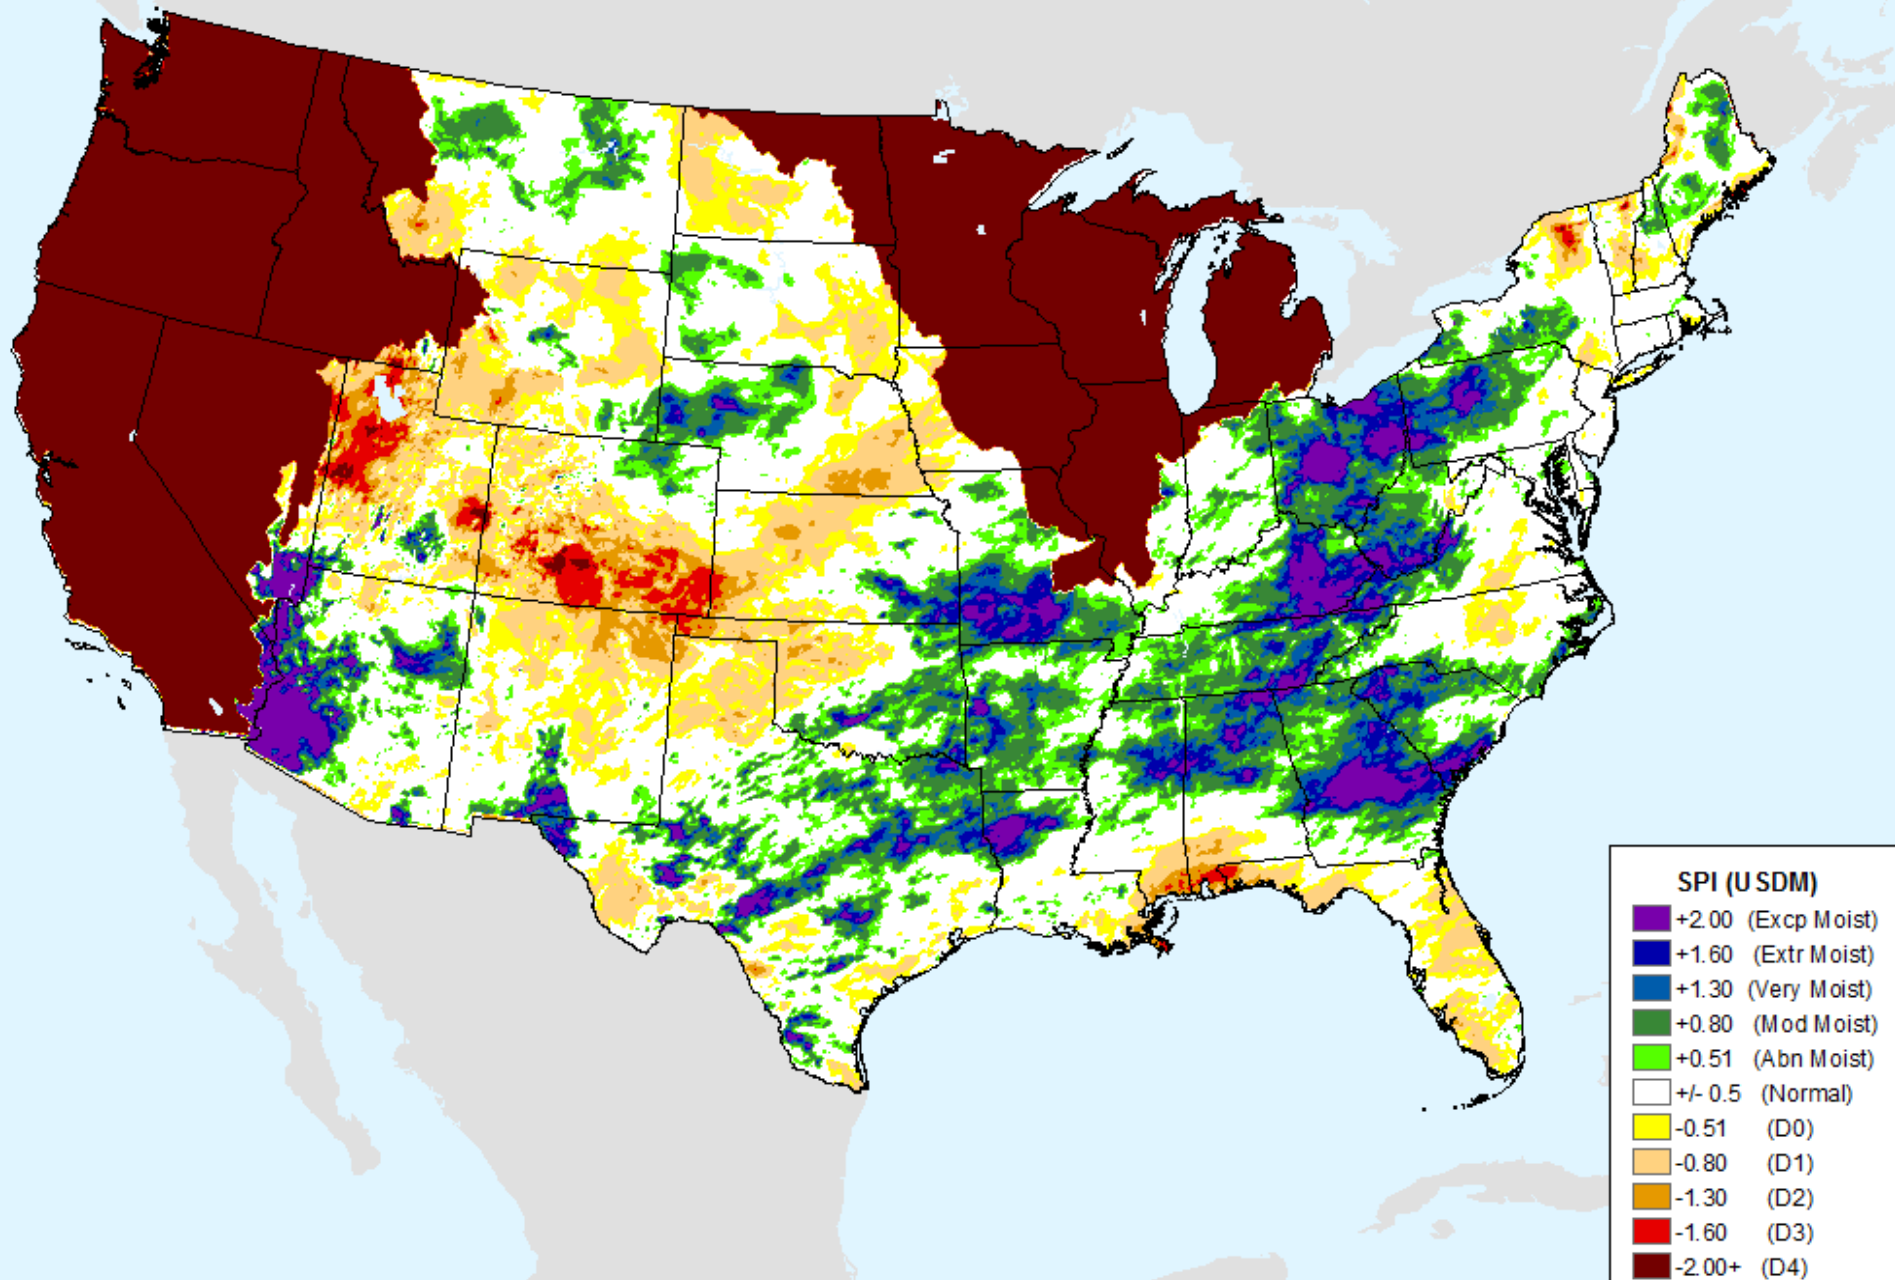 SPI (USDM)
+2.00 (Excp Moist)
+1.60 (Extr Moist)
+1.30 (Very Moist)
+0.80 (Mod Moist)
+0.51 (Abn Moist)
+/- 0.5 (Normal)
-0.51 (D0)
-0.80 (D1)
-1.30 (D2)
-1.60 (D3)
-2.00+ (D4)